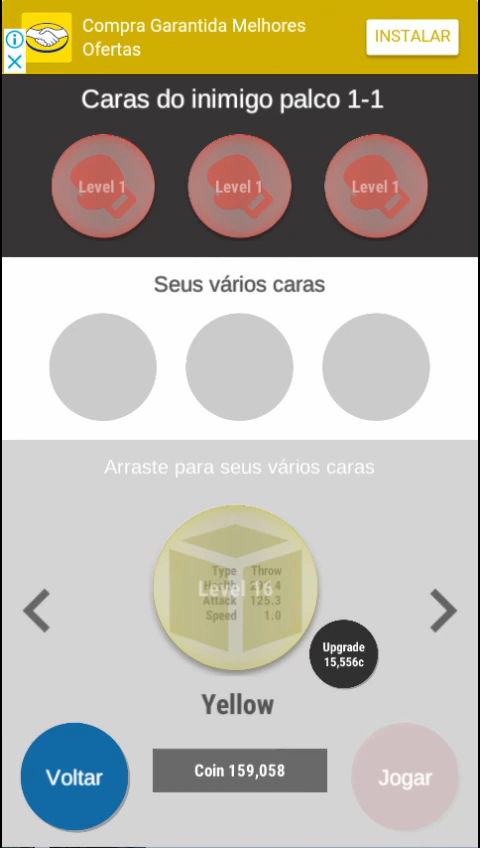 Compra Garantida Melhores
Ofertas
INSTALAR
Caras do inimigo palco 1-1
Level 1
Level 1
Level 1
Seus vários caras
Arraste para seus vários caras
Type Throw
Level 16
Attack 125.3
Speed 1.0
Upgrade
15,556c
Yellow
Voltar
Coin 159,058
Jogar